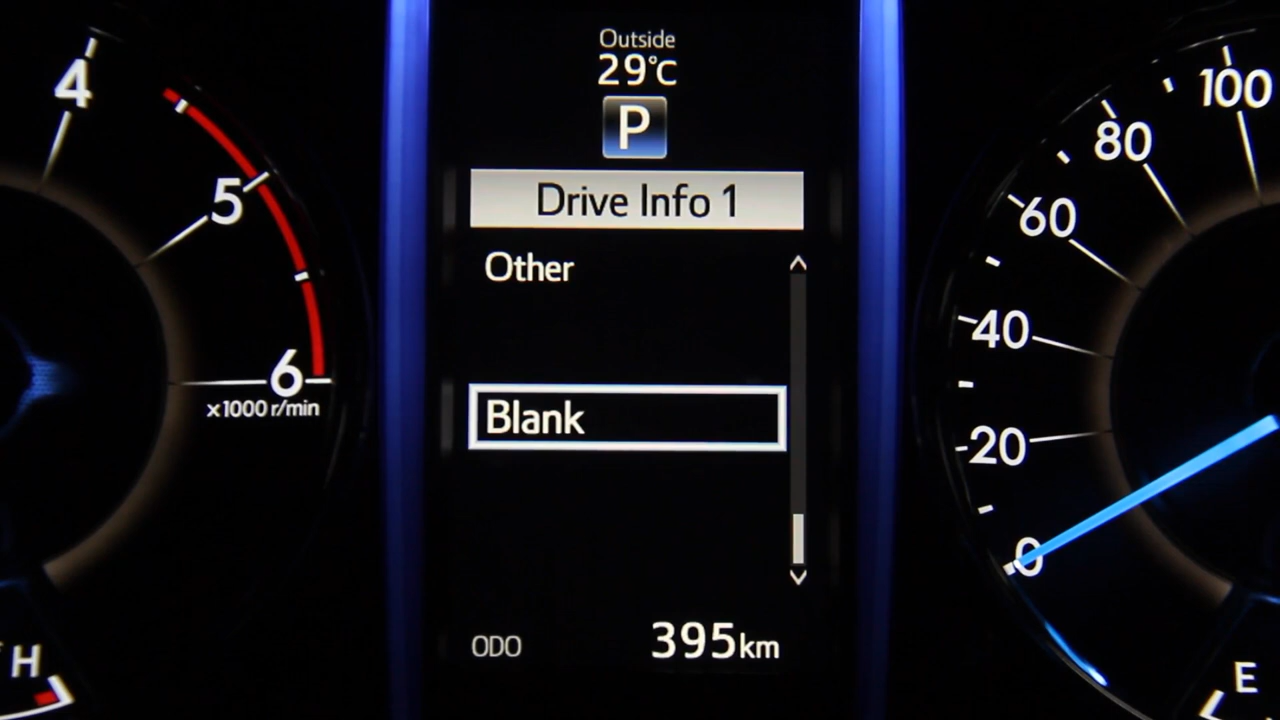 Outside
29°C
P
Drive Info 1
Other
Blank
ODO 395km
4
5
6
x1000 r/min
H
100
80
60
40
20
0
E